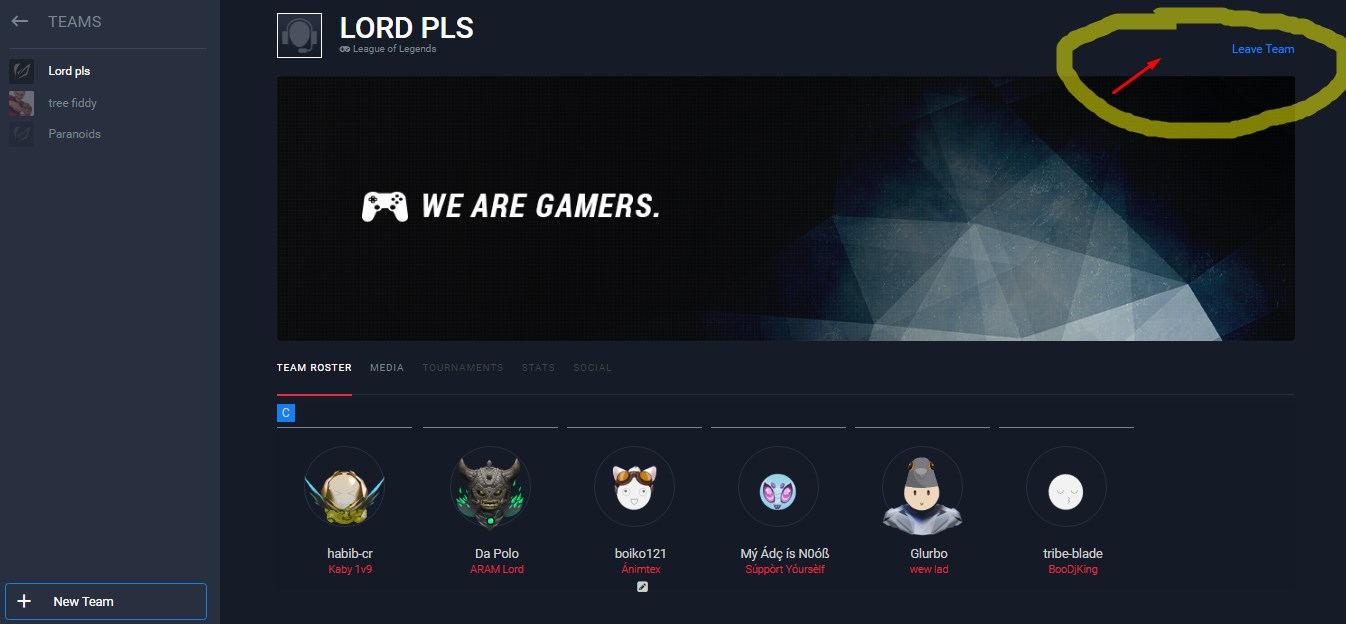 TEAMS
Lord pls
tree fiddy
Paranoids
New Team
LORD PLS
League of Legends
Leave Team
WE ARE GAMERS.
TEAM ROSTER MEDIA TOURNAMENTS STATS SOCIAL
C
habib-cr Da Polo boiko121 Mý Ádç ís N0óß Glurbo tribe-blade
Kaby 1v9 ARAM Lord Ánimtex Súppòrt Yóursèlf wew lad BooDjKing